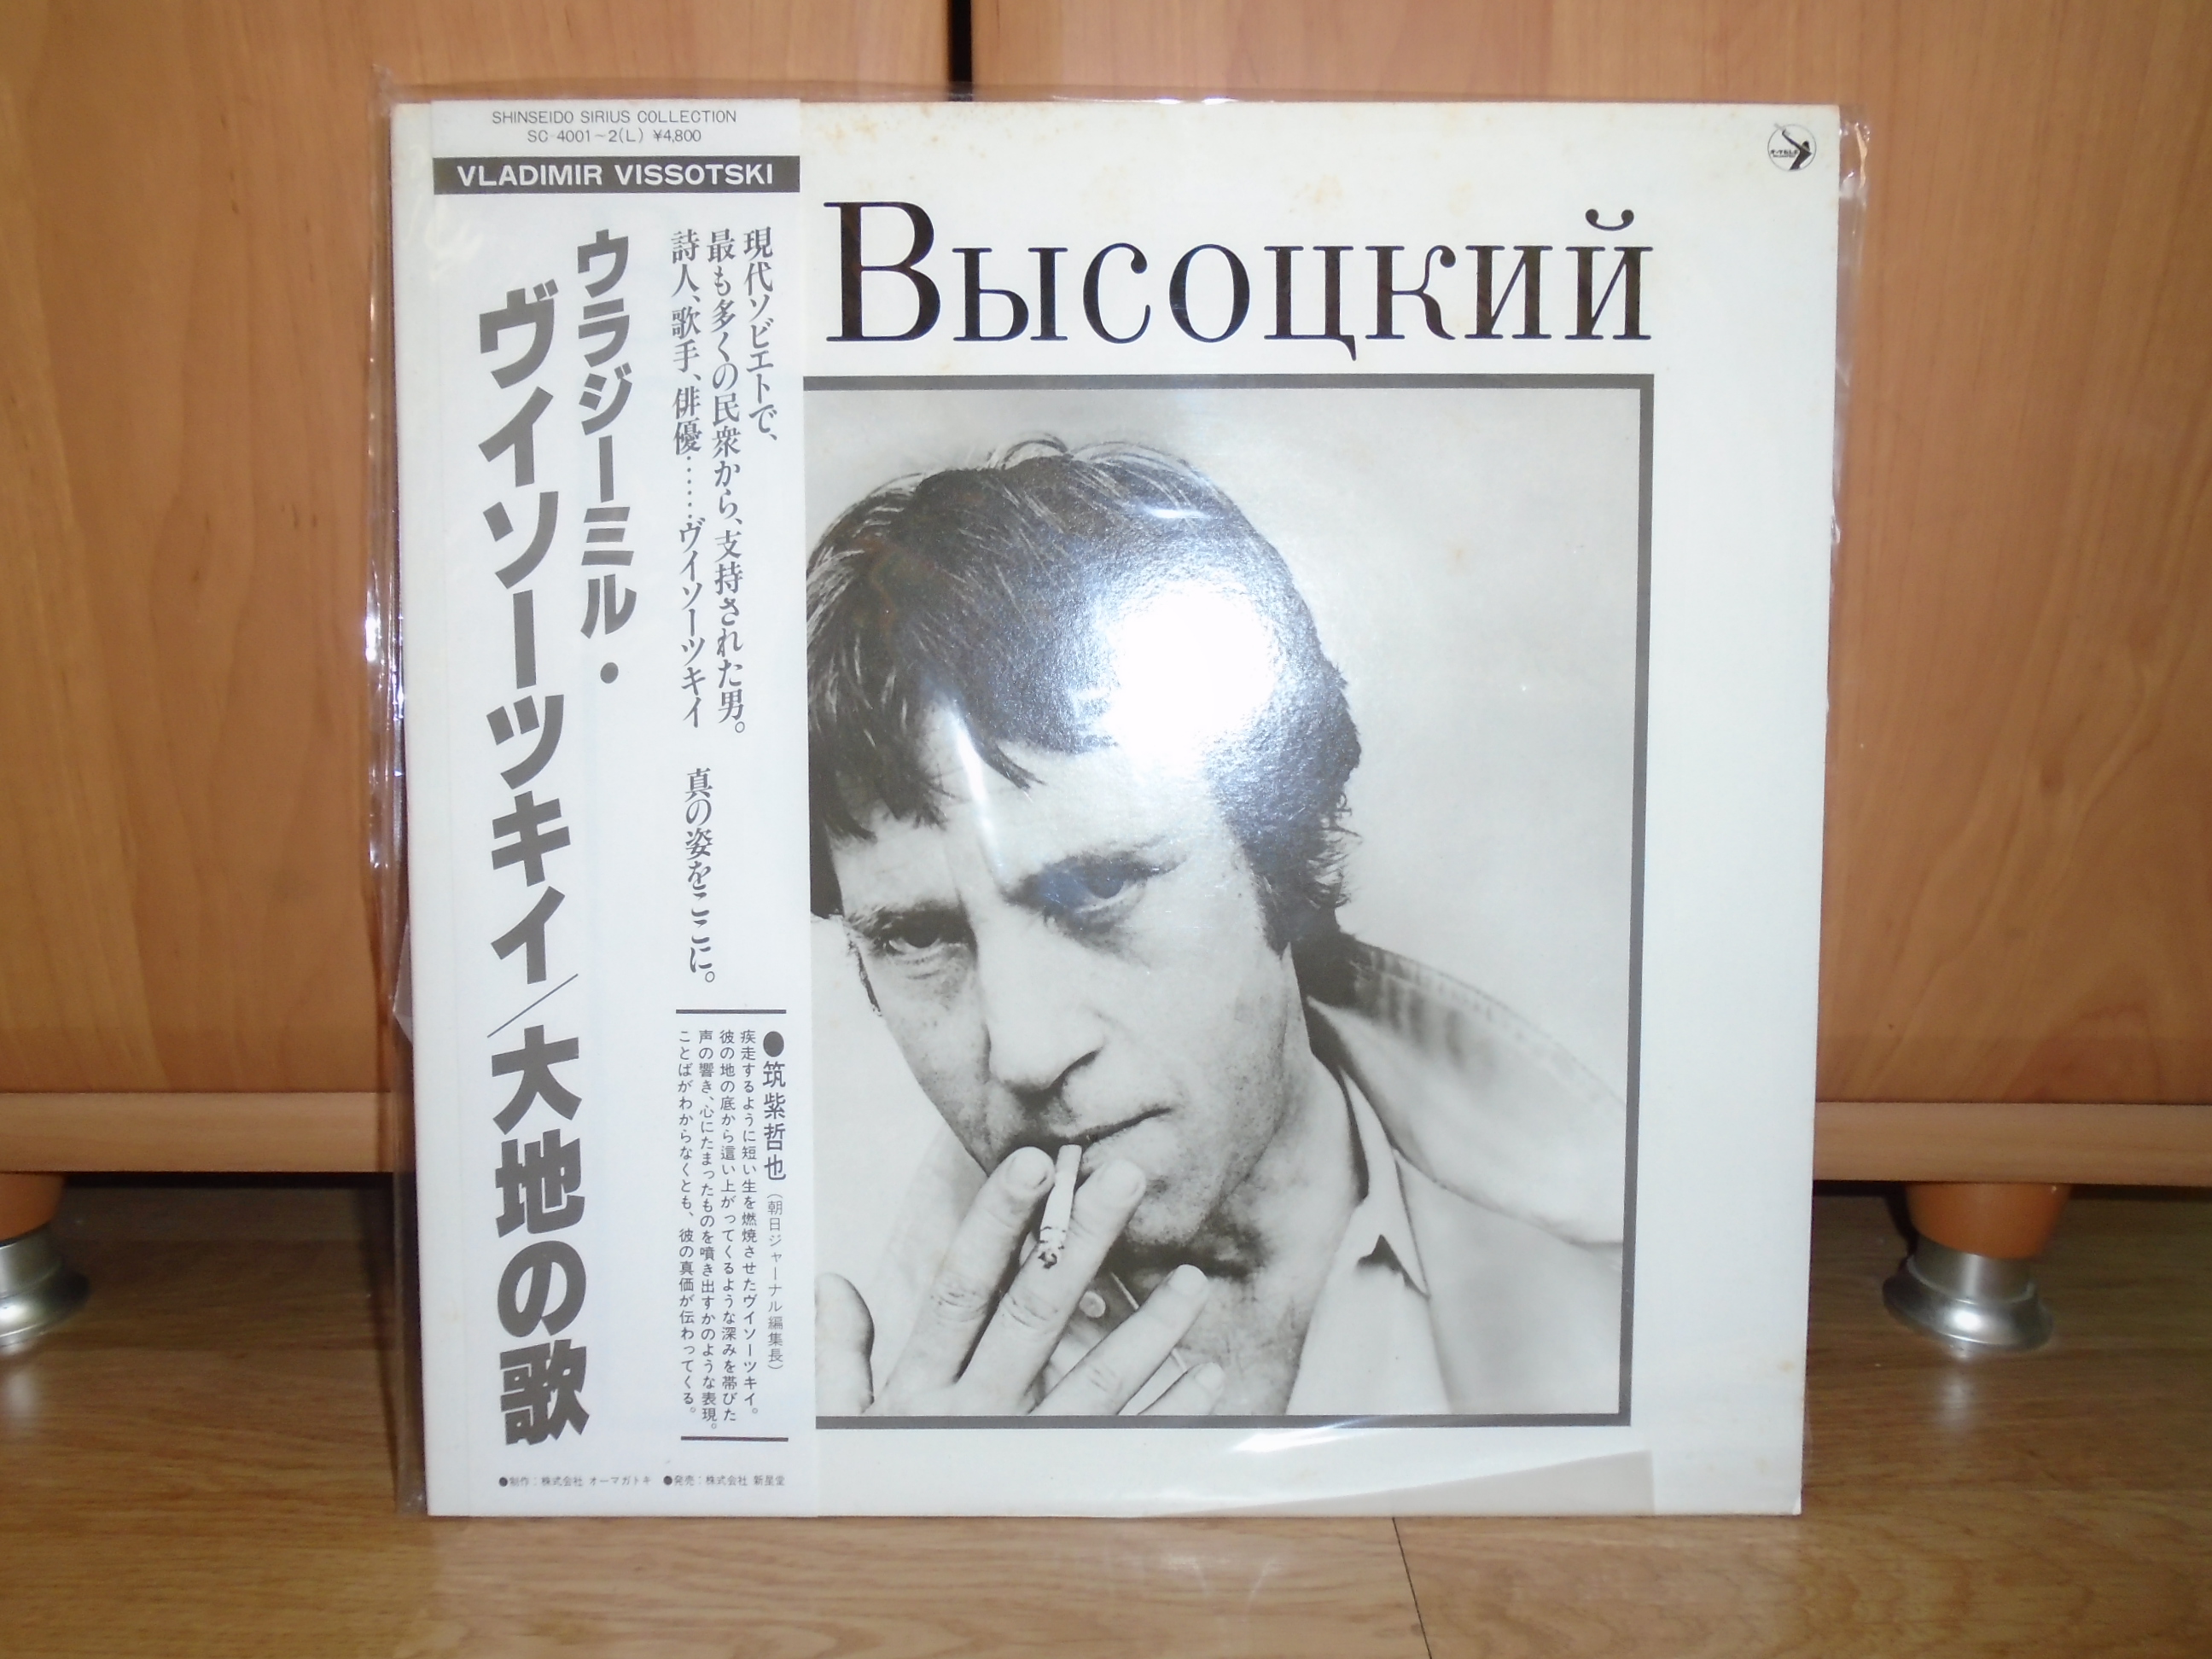 SHINSEIDO SIRIUS COLLECTION
SC-4001~2(L) ¥4,800
VLADIMIR VISSOTSKI
Высоцкий
現代ソビエトで、
最も多くの民衆から、支持された男。
詩人、歌手、俳優……ヴィソーツキイ 真の姿をここに。
ウラジーミル・
ヴィソーツキイ/大地の歌
●筑紫哲也(朝日ジャーナル編集長)
疾走するように短い生を燃焼させたヴィソーツキイ。
彼の地の底から這い上がってくるような深みを帯びた
声の響き、心にたまったものを噴き出すかのような表現。
ことばがわからなくとも、彼の真価が伝わってくる。
●制作:株式会社 オーマガトキ ●発売:株式会社 新星堂